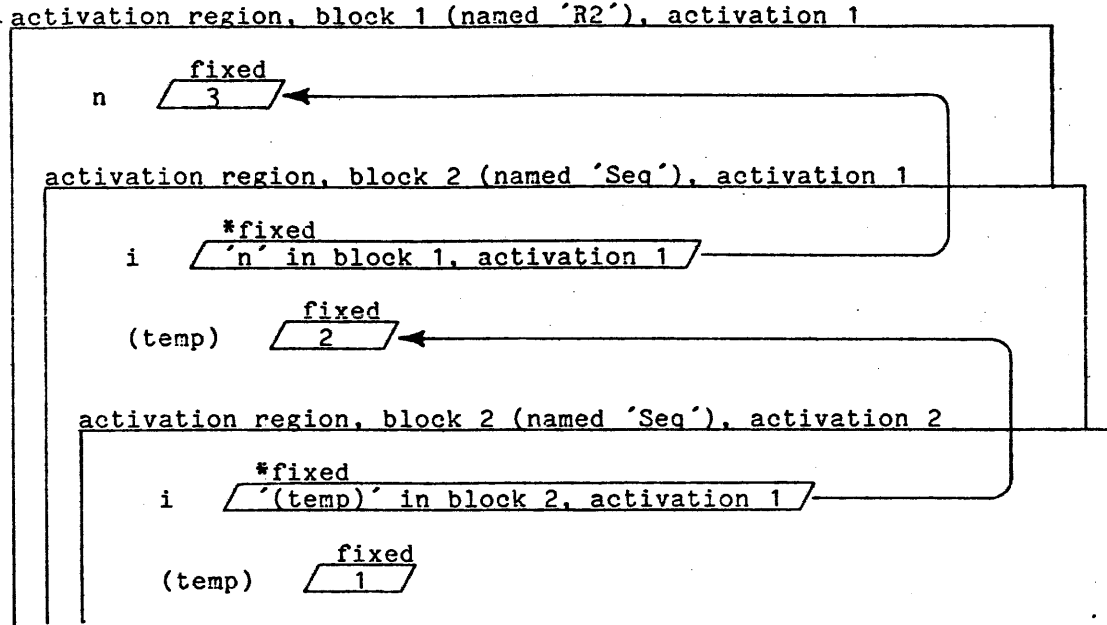 activation region, block 1 (named ´R2´), activation 1
fixed
n 3
activation region, block 2 (named ´Seq´), activation 1
*fixed
i ´n´ in block 1, activation 1
fixed
(temp) 2
activation region, block 2 (named ´Seq´), activation 2
*fixed
i ´(temp)´ in block 2, activation 1
fixed
(temp) 1